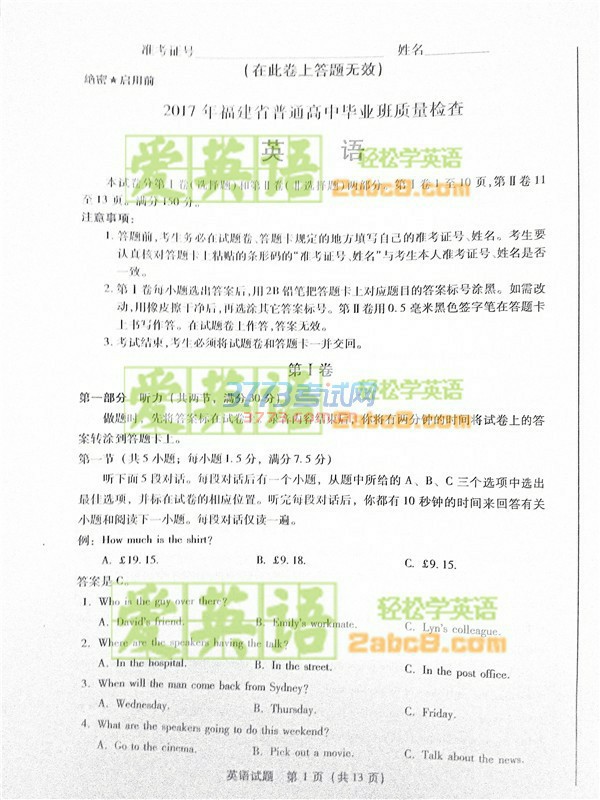 准考证号
姓名
(在此卷上答题无效)
绝密★启用前
2017年福建省普通高中毕业班质量检查
英 语
爱英语
轻松学英语
2abc8.com
本试卷分第Ⅰ卷(选择题)和第Ⅱ卷(非选择题)两部分。第Ⅰ卷1至10页,第Ⅱ卷11
至13页。满分150分。
注意事项:
1.答题前,考生务必在试题卷、答题卡规定的地方填写自己的准考证号、姓名。考生要
认真核对答题卡上粘贴的条形码的"准考证号、姓名"与考生本人准考证号、姓名是否
一致。
2.第Ⅰ卷每小题选出答案后,用2B铅笔把答题卡上对应题目的答案标号涂黑。如需改
动,用橡皮擦干净后,再选涂其它答案标号。第Ⅱ卷用0.5毫米黑色签字笔在答题卡
上书写作答。在试题卷上作答,答案无效。
3.考试结束,考生必须将试题卷和答题卡一并交回。
第Ⅰ卷
3773考试网
3773.com
爱英语
轻松学英语
2abc8.com
第一部分 听力(共两节,满分30分)
做题时,先将答案标在试卷上。录音内容结束后,你将有两分钟的时间将试卷上的答
案转涂到答题卡上。
第一节(共5小题;每小题1.5分,满分7.5分)
听下面5段对话。每段对话后有一个小题,从题中所给的A、B、C三个选项中选出
最佳选项,并标在试卷的相应位置。听完每段对话后,你都有10秒钟的时间来回答有关
小题和阅读下一小题。每段对话仅读一遍。
例:How much is the shirt?
A. £19.15. B. £9.18. C. £9.15.
答案是C。
爱英语
轻松学英语
2abc8.com
1. Who is the guy over there?
A. David's friend. B. Emily's workmate. C. Lyn's colleague.
2. Where are the speakers having the talk?
A. In the hospital. B. In the street. C. In the post office.
3. When will the man come back from Sydney?
A. Wednesday. B. Thursday. C. Friday.
4. What are the speakers going to do this weekend?
A. Go to the cinema. B. Pick out a movie. C. Talk about the news.
英语试题 第1页(共13页)